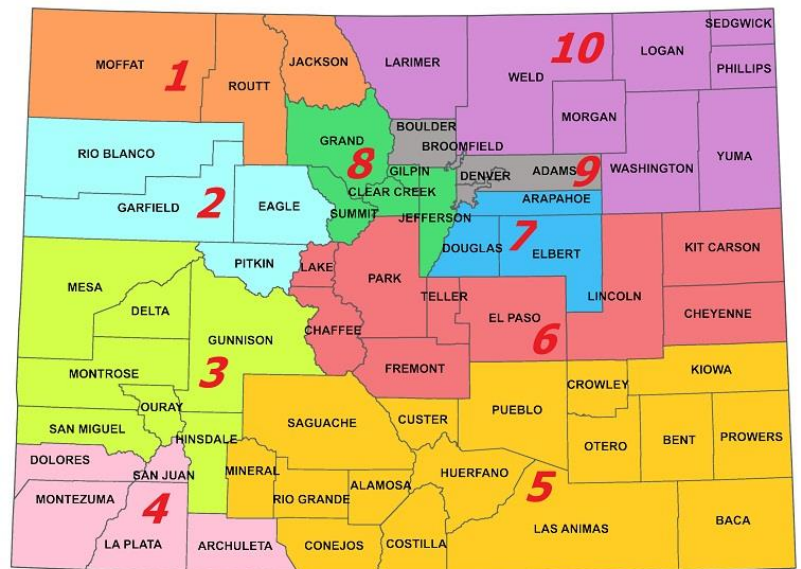 SEDGWICK
LARIMER
10
LOGAN
MOFFAT
1
JACKSON
WELD
PHILLIPS
ROUTT
MORGAN
BOULDER
GRAND
BROOMFIELD
RIO BLANCO
8
YUMA
GILPIN
DENVER
ADAMS
9
WASHINGTON
CLEAR CREEK
ARAPAHOE
GARFIELD
2
EAGLE
SUMMIT
JEFFERSON
7
DOUGLAS
ELBERT
KIT CARSON
PITKIN
LAKE
PARK
MESA
TELLER
LINCOLN
DELTA
EL PASO
CHEYENNE
CHAFFEE
GUNNISON
6
FREMONT
MONTROSE
3
KIOWA
CROWLEY
OURAY
PUEBLO
SAGUACHE
CUSTER
SAN MIGUEL
HINSDALE
OTERO
BENT
PROWERS
DOLORES
MINERAL
HUERFANO
SAN JUAN
ALAMOSA
5
MONTEZUMA
RIO GRANDE
4
BACA
LAS ANIMAS
LA PLATA
ARCHULETA
CONEJOS
COSTILLA